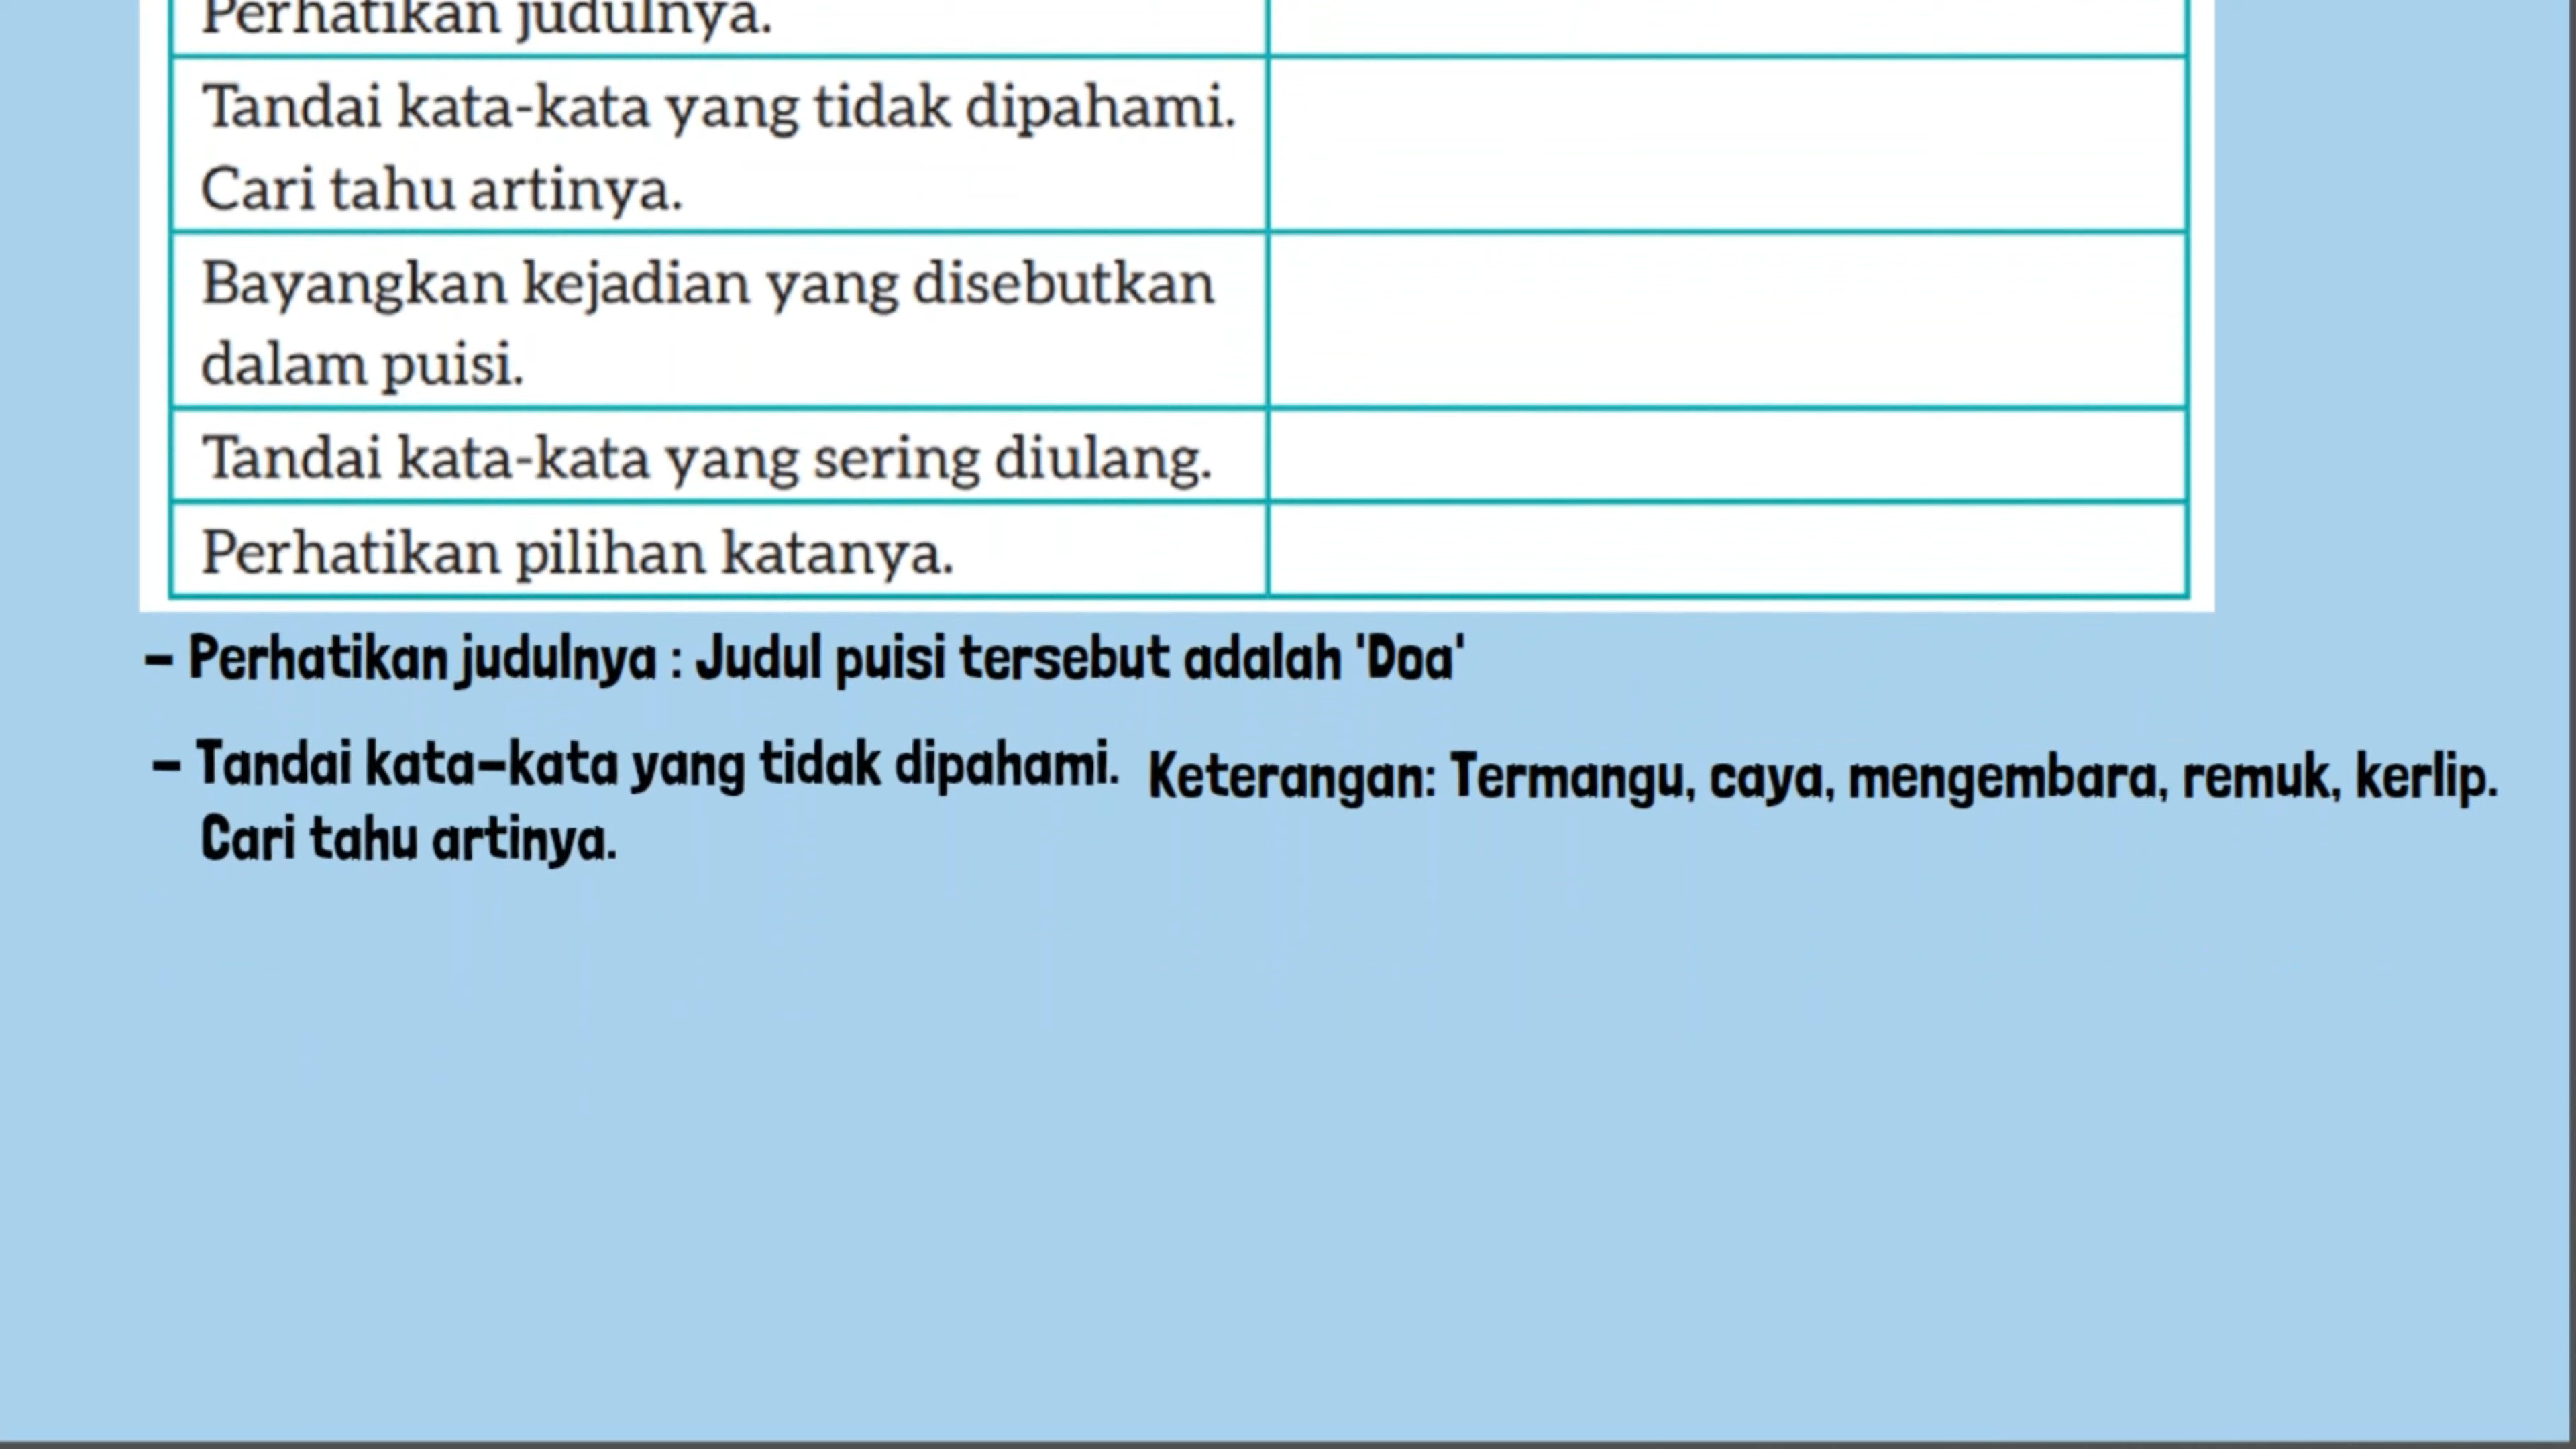 Perhatikan judulnya.
Tandai kata-kata yang tidak dipahami.
Cari tahu artinya.
Bayangkan kejadian yang disebutkan
dalam puisi.
Tandai kata-kata yang sering diulang.
Perhatikan pilihan katanya.
- Perhatikan judulnya : Judul puisi tersebut adalah 'Doa'
- Tandai kata-kata yang tidak dipahami. Keterangan: Termangu, caya, mengembara, remuk, kerlip.
Cari tahu artinya.